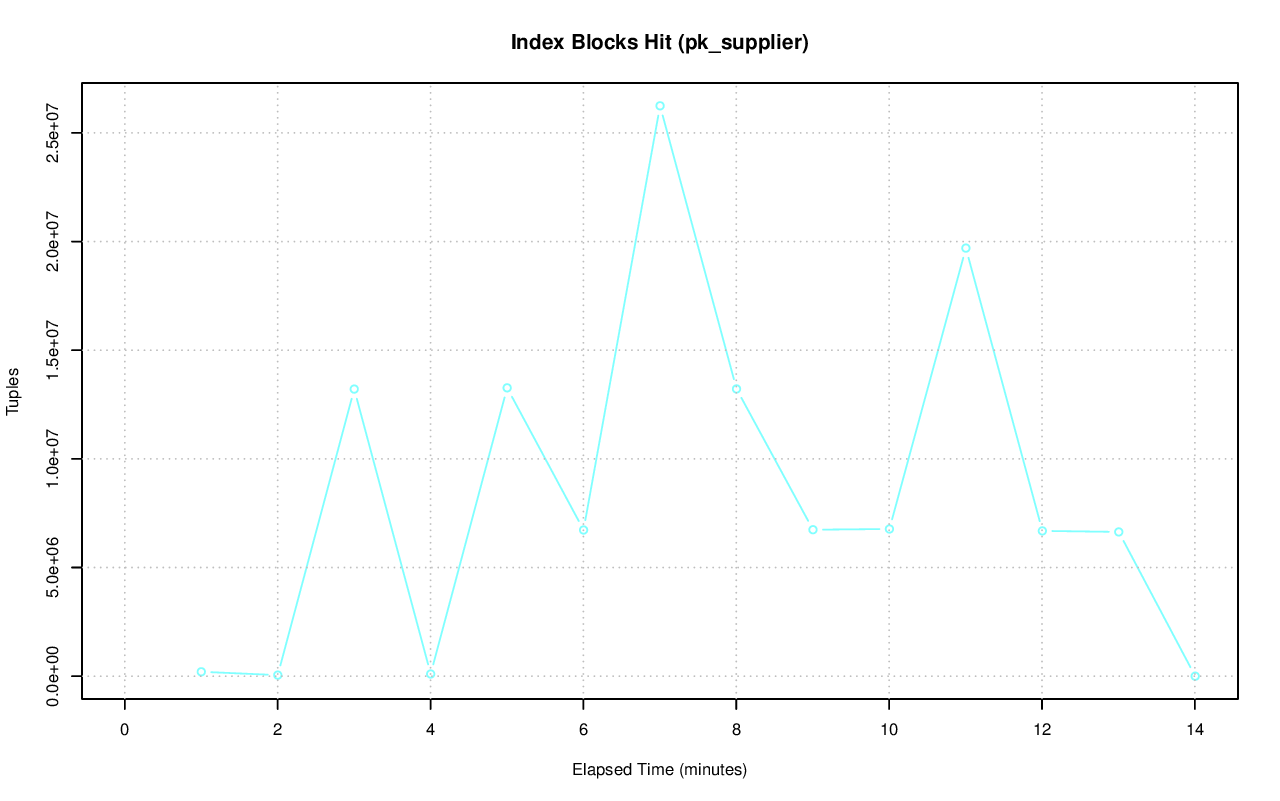 Index Blocks Hit (pk_supplier)
2.5e+07
2.0e+07
1.5e+07
1.0e+07
5.0e+06
0.0e+00
Tuples
0 2 4 6 8 10 12 14
Elapsed Time (minutes)